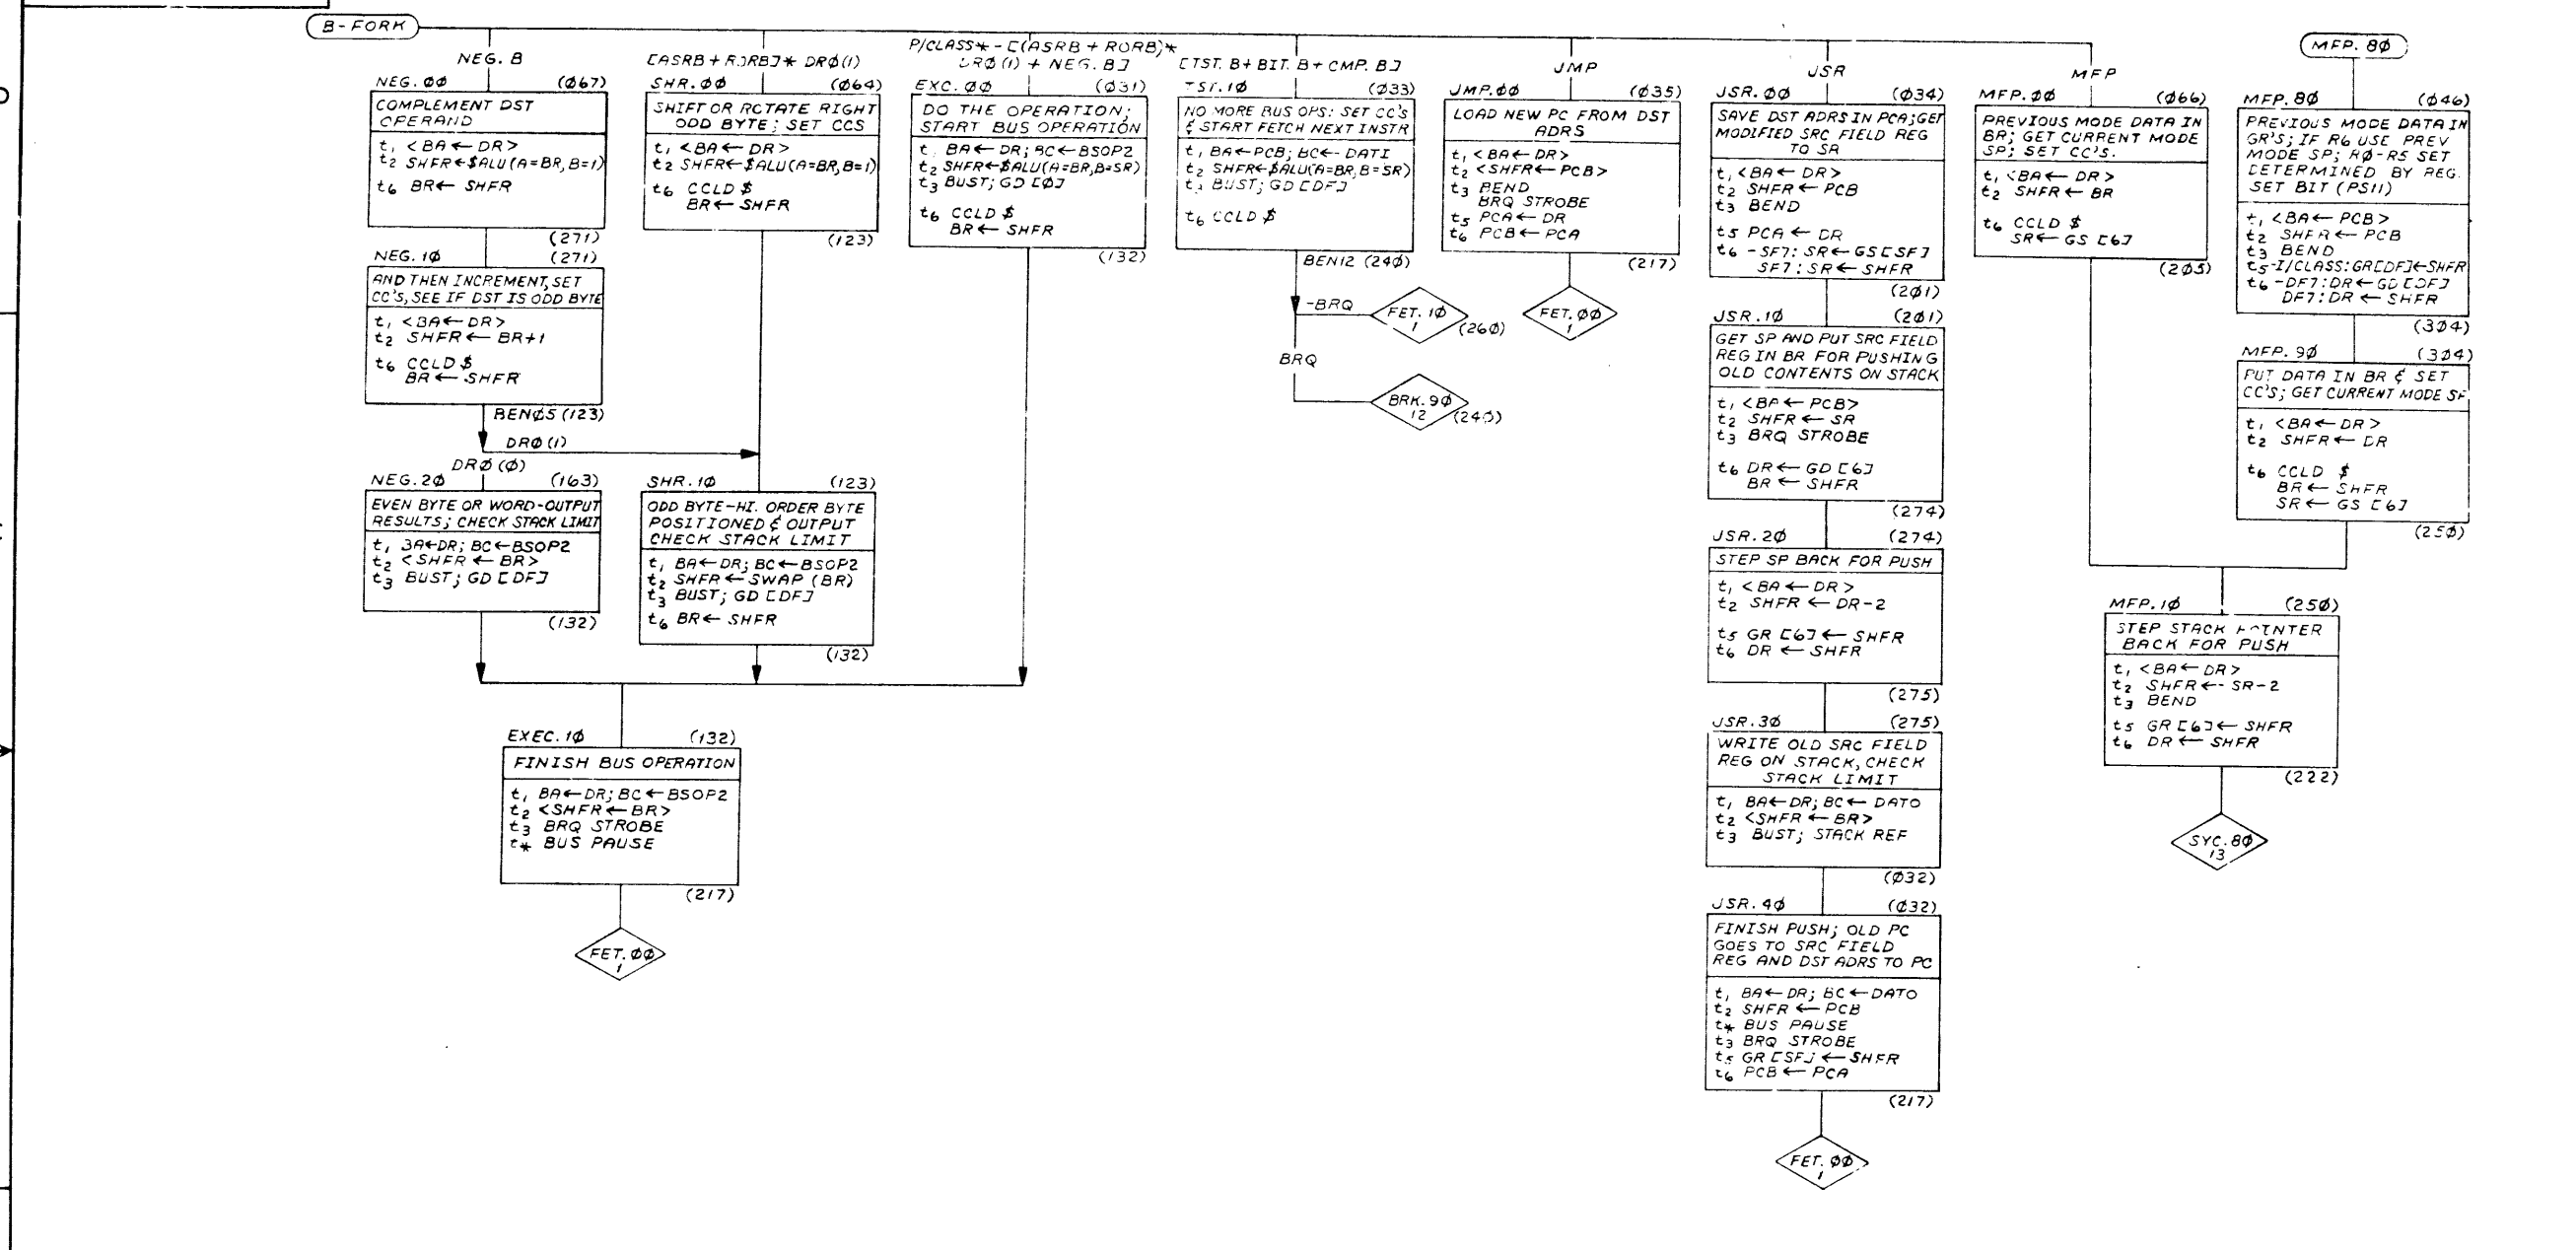 B-FORK
NEG. B
NEG. ØØ (Ø67)
COMPLEMENT DST
OPERAND
t1 <BA←DR>
t2 SHFR←$ALU(A=BR,B=1)
t6 BR←SHFR
(271)
NEG. 1Ø (271)
AND THEN INCREMENT, SET
CC'S, SEE IF DST IS ODD BYTE
t1 <BA←DR>
t2 SHFR←BR+1
t6 CCLD $
BR←SHFR
BENØ5 (123)
DRØ (1)
DRØ (Ø)
NEG. 2Ø (163)
EVEN BYTE OR WORD-OUTPUT
RESULTS; CHECK STACK LIMIT
t1 BA←DR; BC←BSOP2
t2 <SHFR←BR>
t3 BUST; GD [DF]
(132)
[ASRB + RORB]* DRØ(1)
SHR. ØØ (Ø64)
SHIFT OR ROTATE RIGHT
ODD BYTE; SET CCS
t1 <BA←DR>
t2 SHFR←$ALU(A=BR,B=1)
t6 CCLD $
BR←SHFR
(123)
SHR. 1Ø (123)
ODD BYTE-HI. ORDER BYTE
POSITIONED & OUTPUT
CHECK STACK LIMIT
t1 BA←DR; BC←BSOP2
t2 SHFR←SWAP (BR)
t3 BUST; GD [DF]
t6 BR←SHFR
(132)
P/CLASS*-[(ASRB + RORB)*
DRØ (1) + NEG. B]
EXC. ØØ (Ø31)
DO THE OPERATION;
START BUS OPERATION
t1 BA←DR; BC←BSOP2
t2 SHFR←$ALU(A=BR,B=SR)
t3 BUST; GD [Ø]
t6 CCLD $
BR←SHFR
(132)
EXEC. 1Ø (132)
FINISH BUS OPERATION
t1 BA←DR; BC←BSOP2
t2 <SHFR←BR>
t3 BRQ STROBE
t* BUS PAUSE
(217)
FET. ØØ
1
[TST. B+ BIT. B + CMP. B]
TST. 1Ø (Ø33)
NO MORE BUS OPS: SET CC'S
& START FETCH NEXT INSTR
t1 BA←PCB; BC←DATI
t2 SHFR←$ALU(A=BR,B=SR)
t3 BUST; GD [DF]
t6 CCLD $
BEN12 (24Ø)
-BRQ
FET. 1Ø
1
(26Ø)
BRQ
BRK. 9Ø
12
(24Ø)
JMP
JMP. ØØ (Ø35)
LOAD NEW PC FROM DST
ADRS
t1 <BA←DR>
t2 <SHFR←PCB>
t3 BEND
BRQ STROBE
t5 PCA←DR
t6 PCB←PCA
(217)
FET. ØØ
1
JSR
JSR. ØØ (Ø34)
SAVE DST ADRS IN PCA; GET
MODIFIED SRC FIELD REG
TO SR
t1 <BA←DR>
t2 SHFR←PCB
t3 BEND
t5 PCA←DR
t6 -SF7: SR←GS[SF]
SF7: SR←SHFR
(2Ø1)
JSR. 1Ø (2Ø1)
GET SP AND PUT SRC FIELD
REG IN BR FOR PUSHING
OLD CONTENTS ON STACK
t1 <BA←PCB>
t2 SHFR←SR
t3 BRQ STROBE
t6 DR←GD [6]
BR←SHFR
(274)
JSR. 2Ø (274)
STEP SP BACK FOR PUSH
t1 <BA←DR>
t2 SHFR←DR-2
t5 GR [6]←SHFR
t6 DR←SHFR
(275)
JSR. 3Ø (275)
WRITE OLD SRC FIELD
REG ON STACK, CHECK
STACK LIMIT
t1 BA←DR; BC←DATO
t2 <SHFR←BR>
t3 BUST; STACK REF
(Ø32)
JSR. 4Ø (Ø32)
FINISH PUSH; OLD PC
GOES TO SRC FIELD
REG AND DST ADRS TO PC
t1 BA←DR; BC←DATO
t2 SHFR←PCB
t* BUS PAUSE
t3 BRQ STROBE
t5 GR [SF]←SHFR
t6 PCB←PCA
(217)
FET. ØØ
1
MFP
MFP. ØØ (Ø66)
PREVIOUS MODE DATA IN
BR; GET CURRENT MODE
SP; SET CC'S.
t1 <BA←DR>
t2 SHFR←BR
t6 CCLD $
SR←GS [6]
(2Ø5)
MFP. 8Ø
MFP. 8Ø (Ø46)
PREVIOUS MODE DATA IN
GR'S; IF R6 USE PREV
MODE SP; RØ-R5 SET
DETERMINED BY REG.
SET BIT (PS11)
t1 <BA←PCB>
t2 SHFR←PCB
t3 BEND
t5 -I/CLASS: GR[DF]←SHFR
t6 -DF7: DR←GD [DF]
DF7: DR←SHFR
(3Ø4)
MFP. 9Ø (3Ø4)
PUT DATA IN BR & SET
CC'S; GET CURRENT MODE SP
t1 <BA←DR>
t2 SHFR←DR
t6 CCLD $
BR←SHFR
SR←GS [6]
(25Ø)
MFP. 1Ø (25Ø)
STEP STACK POINTER
BACK FOR PUSH
t1 <BA←DR>
t2 SHFR←SR-2
t3 BEND
t5 GR [6]←SHFR
t6 DR←SHFR
(222)
SYC. 8Ø
13